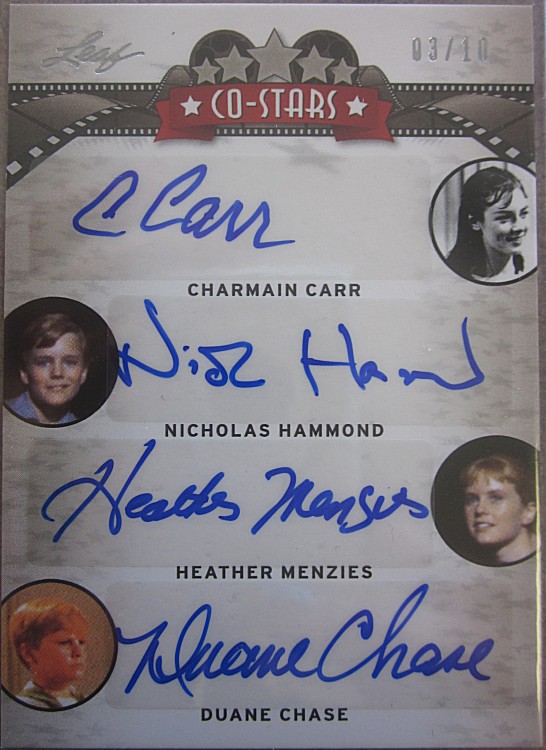 Leaf 03/10
CO-STARS
C Carr
CHARMAIN CARR
Nick Hammond
NICHOLAS HAMMOND
Heather Menzies
HEATHER MENZIES
Duane Chase
DUANE CHASE